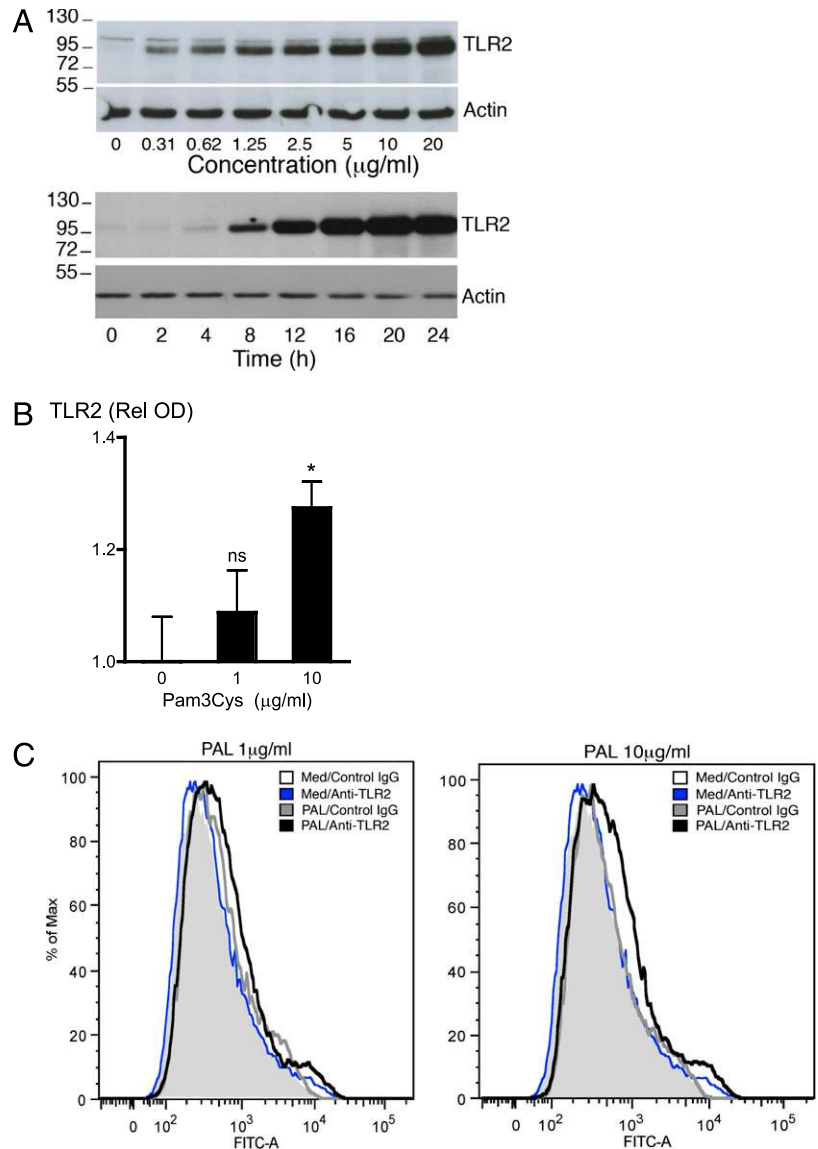 A
130
95
72
55
TLR2
Actin
0 0.31 0.62 1.25 2.5 5 10 20
Concentration (μg/ml)
130
95
72
55
TLR2
Actin
0 2 4 8 12 16 20 24
Time (h)
B TLR2 (Rel OD)
1.4
1.2
1.0
ns
*
0 1 10
Pam3Cys (μg/ml)
C
PAL 1μg/ml
% of Max
100
80
60
40
20
0
Med/Control IgG
Med/Anti-TLR2
PAL/Control IgG
PAL/Anti-TLR2
0 10² 10³ 10⁴ 10⁵
FITC-A
PAL 10μg/ml
100
80
60
40
20
0
Med/Control IgG
Med/Anti-TLR2
PAL/Control IgG
PAL/Anti-TLR2
0 10² 10³ 10⁴ 10⁵
FITC-A